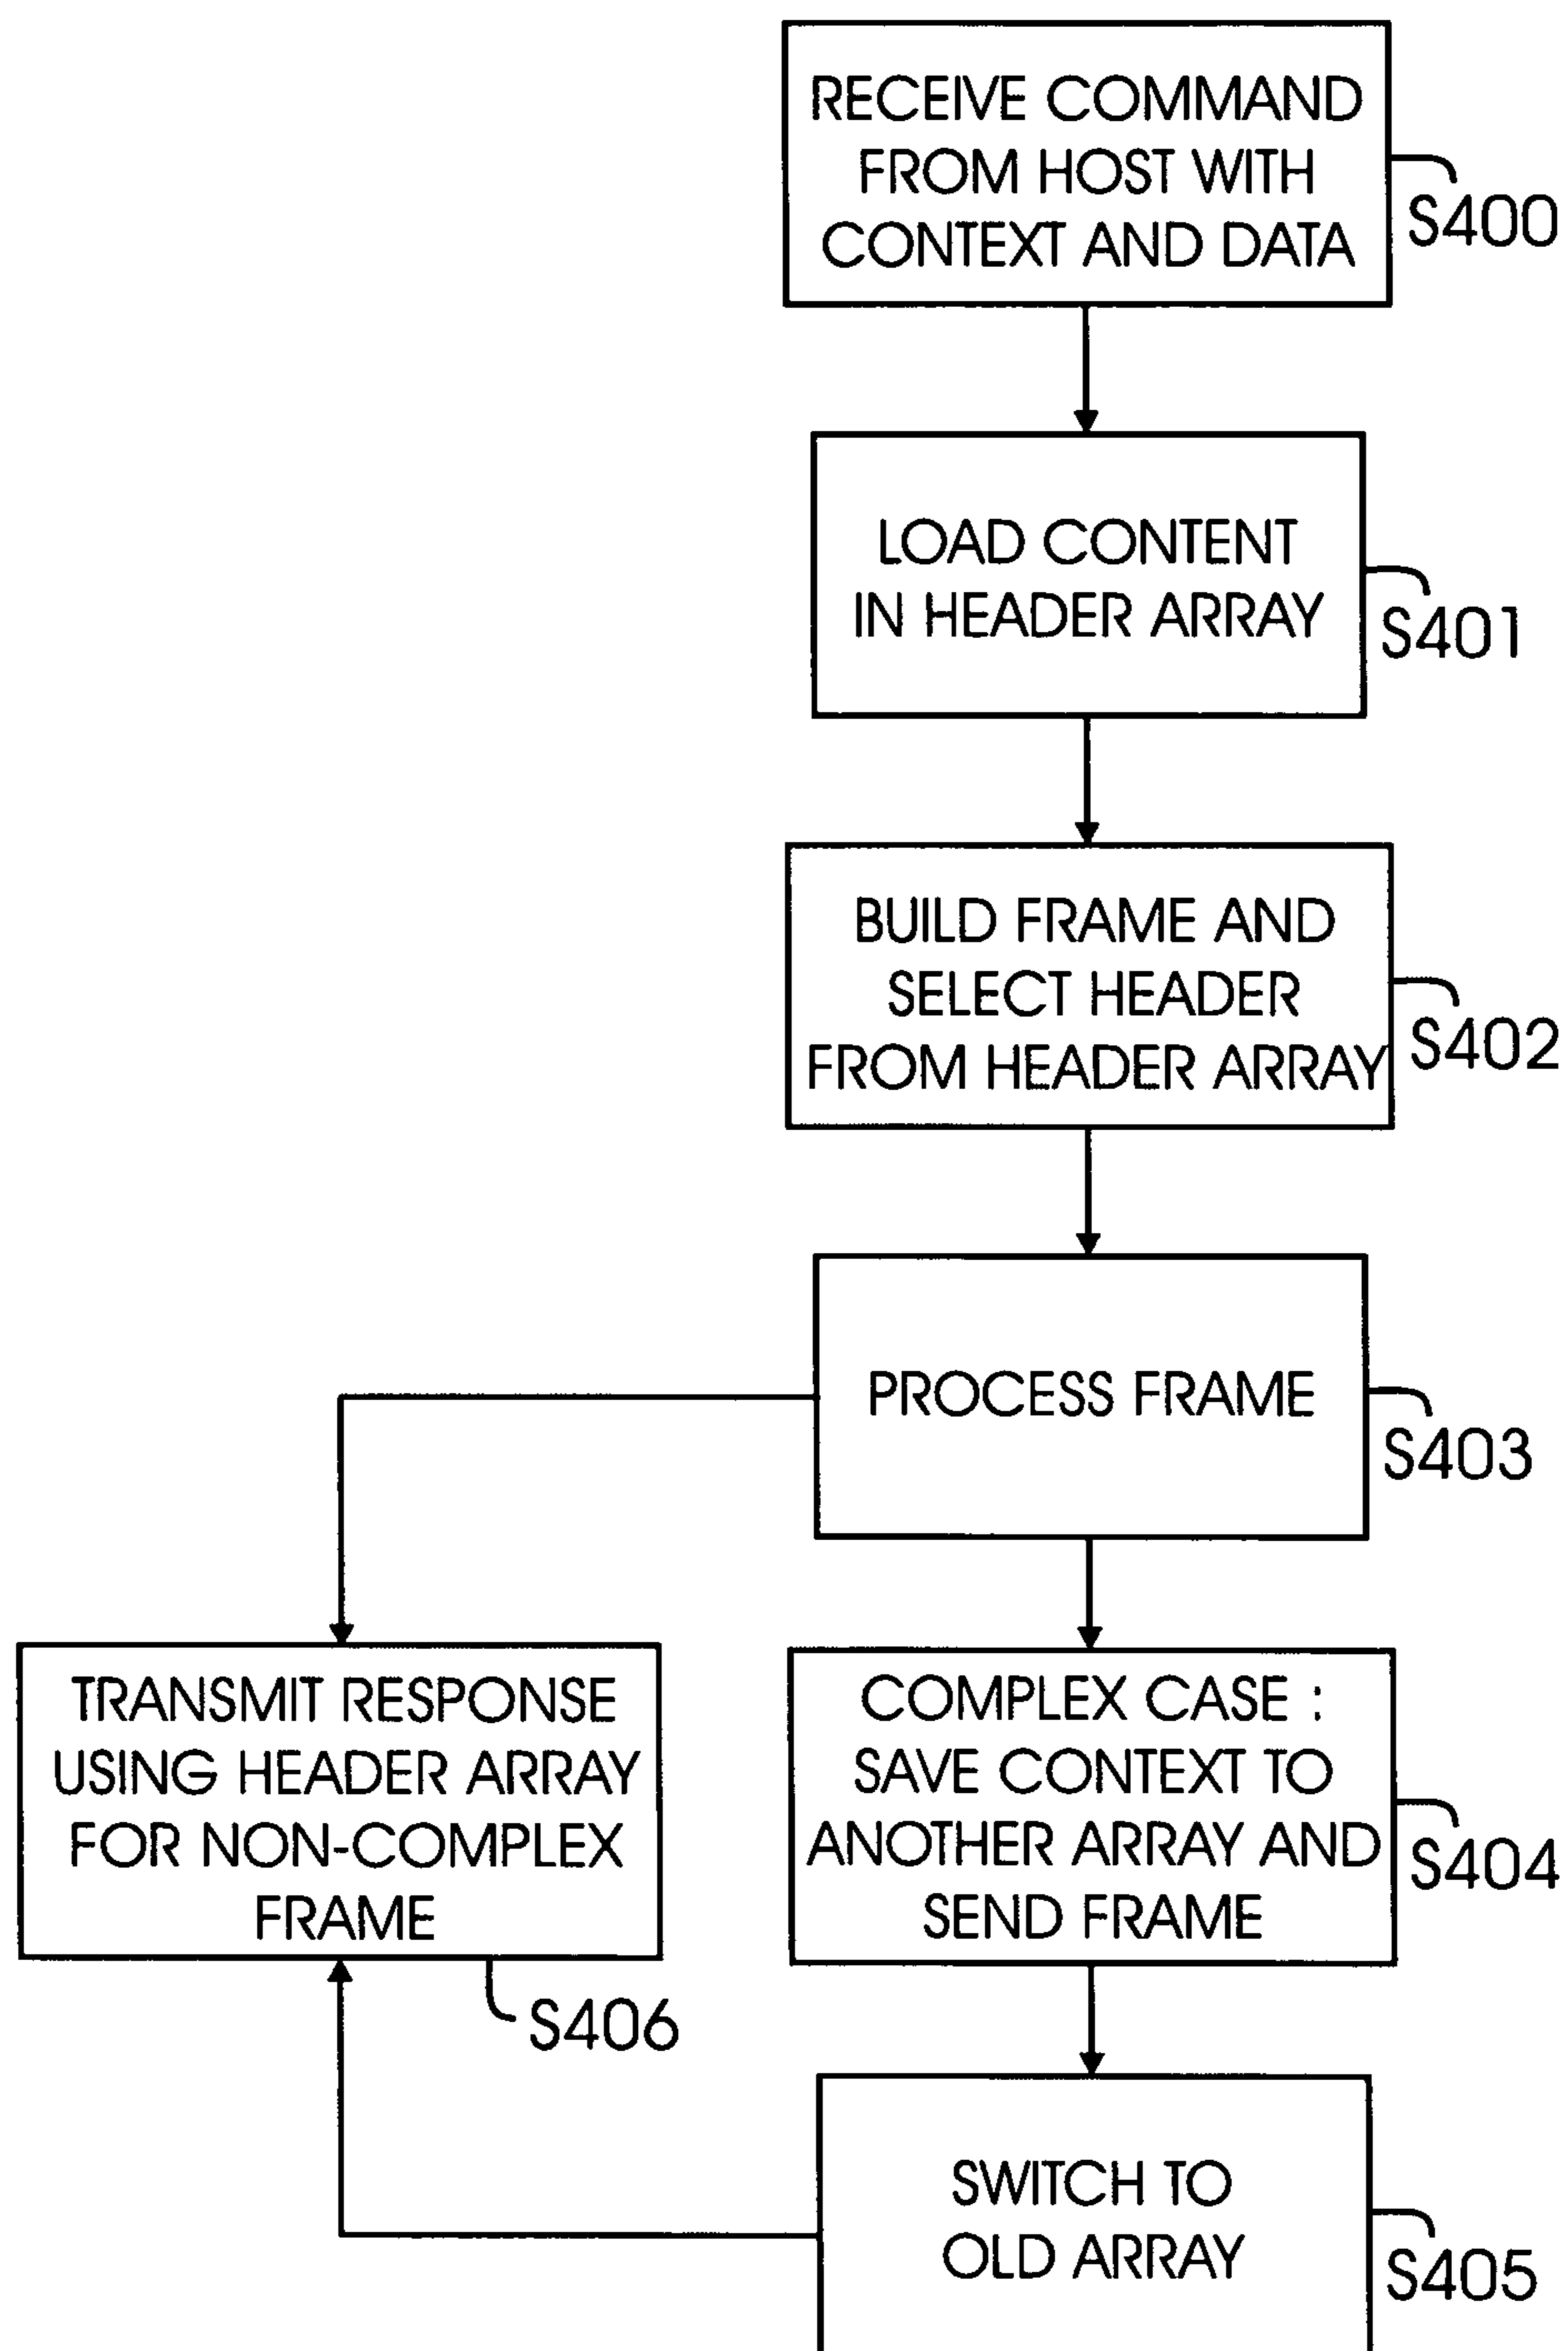 RECEIVE COMMAND
FROM HOST WITH
CONTEXT AND DATA
S400
LOAD CONTENT
IN HEADER ARRAY
S401
BUILD FRAME AND
SELECT HEADER
FROM HEADER ARRAY
S402
PROCESS FRAME
S403
TRANSMIT RESPONSE
USING HEADER ARRAY
FOR NON-COMPLEX
FRAME
S406
COMPLEX CASE :
SAVE CONTEXT TO
ANOTHER ARRAY AND
SEND FRAME
S404
SWITCH TO
OLD ARRAY
S405